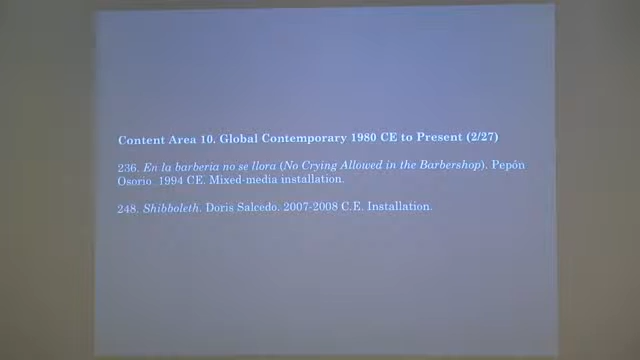 Content Area 10. Global Contemporary 1980 CE to Present (2/27)
236. En la barberia no se llora (No Crying Allowed in the Barbershop). Pepón
Osorio. 1994 CE. Mixed-media installation.
248. Shibboleth. Doris Salcedo. 2007-2008 C.E. Installation.